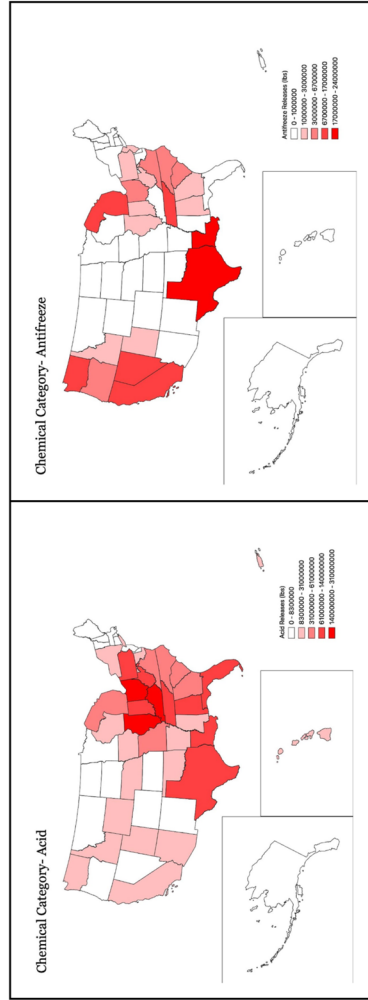 Chemical Category- Acid
Acid Releases (lbs)
0 - 8300000
8300000 - 31000000
31000000 - 61000000
61000000 - 140000000
140000000 - 310000000
Chemical Category- Antifreeze
Antifreeze Releases (lbs)
0 - 1000000
1000000 - 3000000
3000000 - 6700000
6700000 - 17000000
17000000 - 24000000